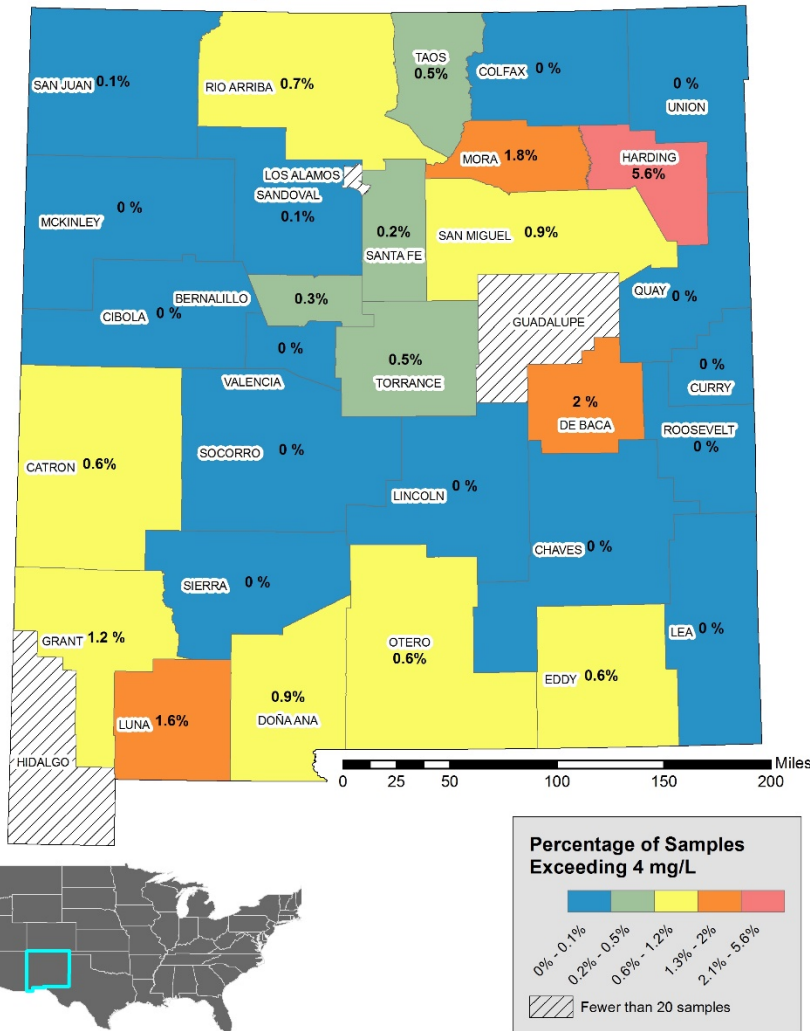 TAOS
0.5%
COLFAX
0 %
SAN JUAN 0.1%
RIO ARRIBA 0.7%
0 %
UNION
MORA 1.8%
HARDING
5.6%
LOS ALAMOS
SANDOVAL
0.1%
MCKINLEY
0 %
0.2%
SANTA FE
SAN MIGUEL 0.9%
BERNALILLO
0.3%
QUAY
0 %
CIBOLA 0 %
GUADALUPE
0 %
VALENCIA
0.5%
TORRANCE
0 %
CURRY
2 %
DE BACA
ROOSEVELT
0 %
CATRON 0.6%
SOCORRO 0 %
LINCOLN 0 %
CHAVES 0 %
SIERRA 0 %
GRANT 1.2 %
OTERO
0.6%
LEA 0 %
EDDY 0.6%
LUNA 1.6%
0.9%
DOÑA ANA
HIDALGO
Miles
0 25 50 100 150 200
Percentage of Samples
Exceeding 4 mg/L
0% - 0.1%
0.2% - 0.5%
0.6% - 1.2%
1.3% - 2%
2.1% - 5.6%
Fewer than 20 samples